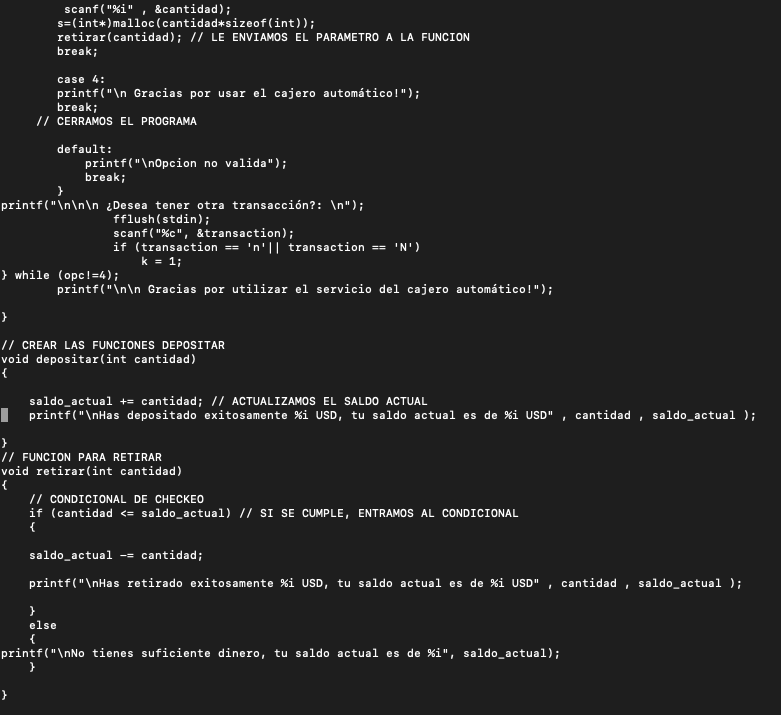 scanf("%i" , &cantidad);
s=(int*)malloc(cantidad*sizeof(int));
retirar(cantidad); // LE ENVIAMOS EL PARAMETRO A LA FUNCION
break;
case 4:
printf("\n Gracias por usar el cajero automático!");
break;
// CERRAMOS EL PROGRAMA
default:
printf("\nOpcion no valida");
break;
}
printf("\n\n\n ¿Desea tener otra transacción?: \n");
fflush(stdin);
scanf("%c", &transaction);
if (transaction == 'n'|| transaction == 'N')
k = 1;
} while (opc!=4);
printf("\n\n Gracias por utilizar el servicio del cajero automático!");
}
// CREAR LAS FUNCIONES DEPOSITAR
void depositar(int cantidad)
{
saldo_actual += cantidad; // ACTUALIZAMOS EL SALDO ACTUAL
printf("\nHas depositado exitosamente %i USD, tu saldo actual es de %i USD" , cantidad , saldo_actual );
}
// FUNCION PARA RETIRAR
void retirar(int cantidad)
{
// CONDICIONAL DE CHECKEO
if (cantidad <= saldo_actual) // SI SE CUMPLE, ENTRAMOS AL CONDICIONAL
{
saldo_actual -= cantidad;
printf("\nHas retirado exitosamente %i USD, tu saldo actual es de %i USD" , cantidad , saldo_actual );
}
else
{
printf("\nNo tienes suficiente dinero, tu saldo actual es de %i", saldo_actual);
}
}